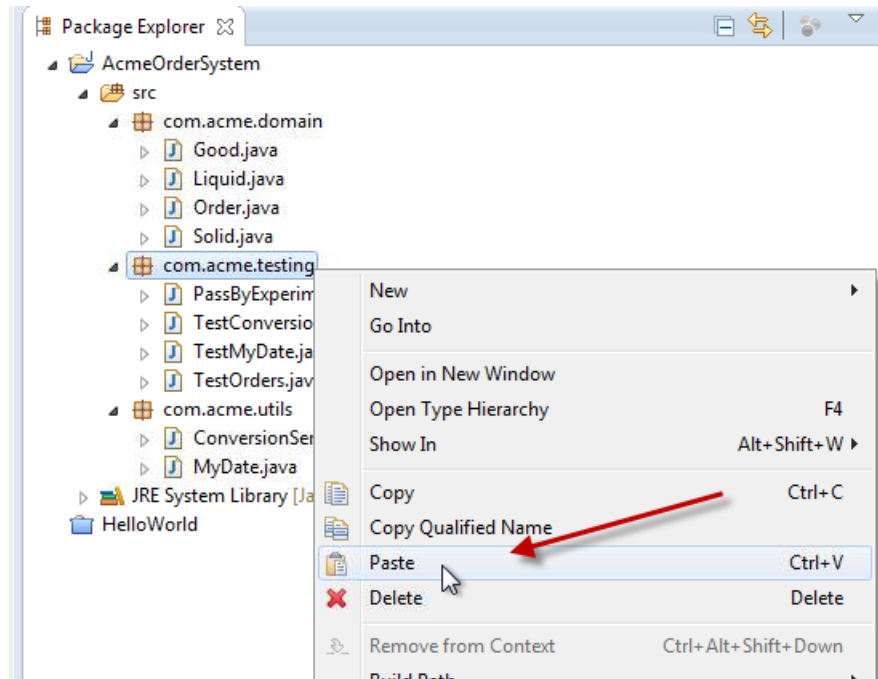 Package Explorer
AcmeOrderSystem
src
com.acme.domain
Good.java
Liquid.java
Order.java
Solid.java
com.acme.testing
PassByExperim
TestConversio
TestMyDate.ja
TestOrders.jav
com.acme.utils
ConversionSer
MyDate.java
JRE System Library [Ja
HelloWorld
New
Go Into
Open in New Window
Open Type Hierarchy F4
Show In Alt+Shift+W
Copy Ctrl+C
Copy Qualified Name
Paste Ctrl+V
Delete Delete
Remove from Context Ctrl+Alt+Shift+Down
Build Path